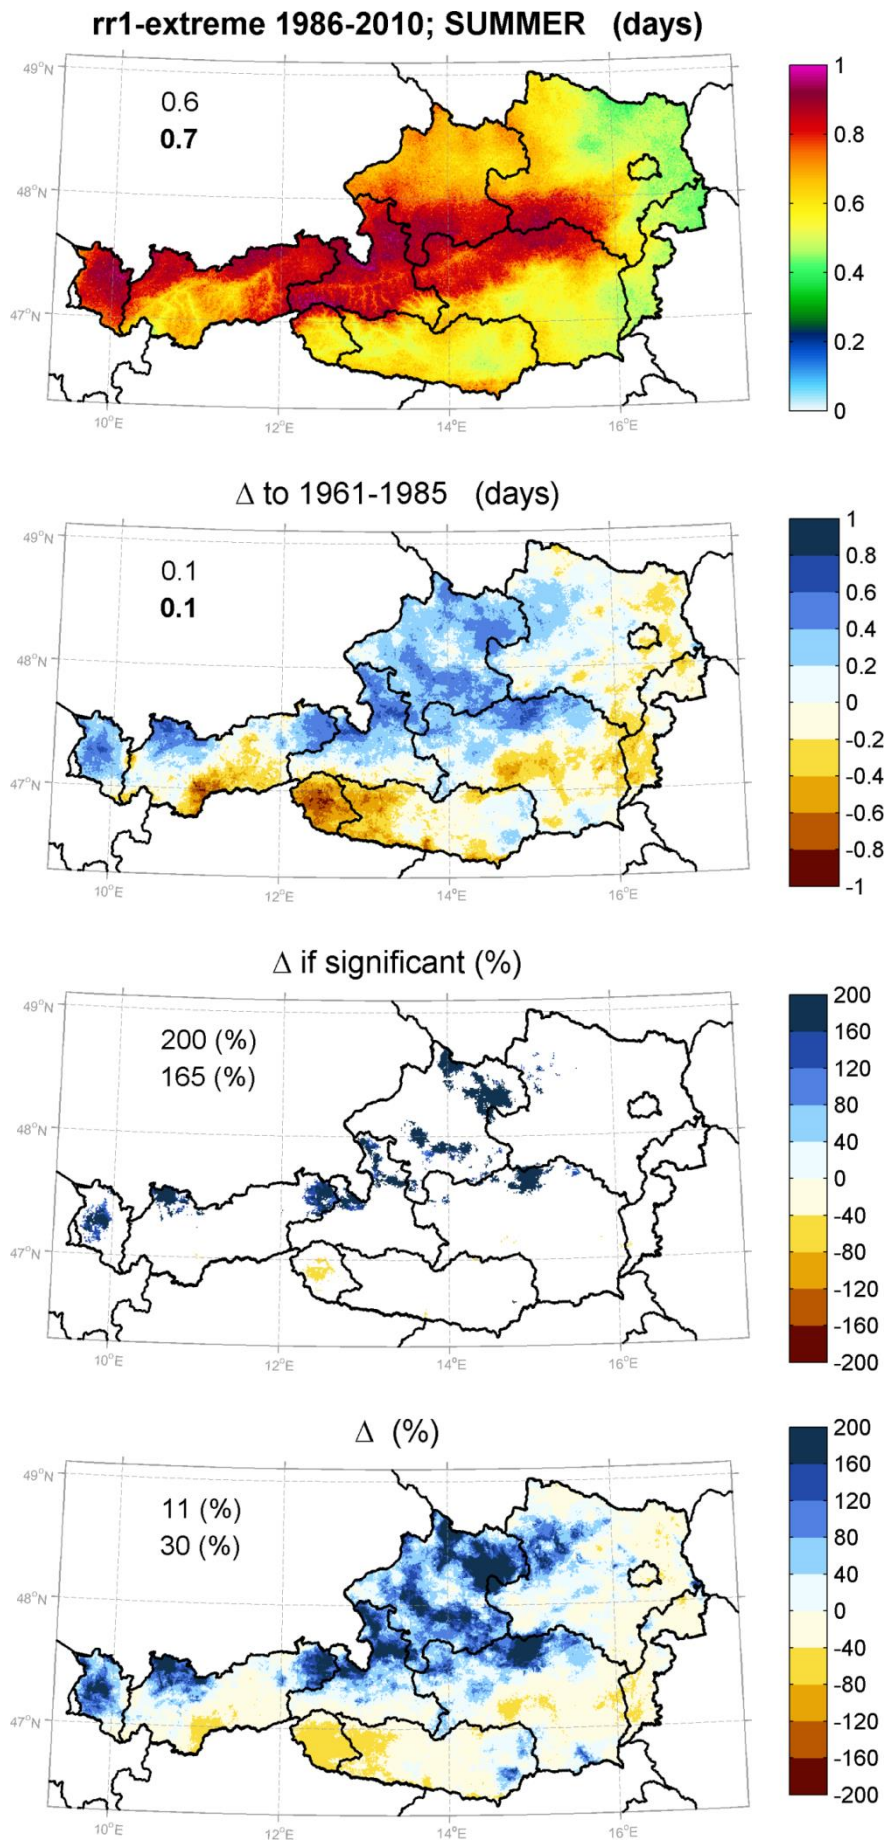 rr1-extreme 1986-2010; SUMMER (days)
0.6
0.7
49°N
48°N
47°N
10°E
12°E
14°E
16°E
1
0.8
0.6
0.4
0.2
0
Δ to 1961-1985 (days)
0.1
0.1
49°N
48°N
47°N
10°E
12°E
14°E
16°E
1
0.8
0.6
0.4
0.2
0
-0.2
-0.4
-0.6
-0.8
-1
Δ if significant (%)
200 (%)
165 (%)
49°N
48°N
47°N
10°E
12°E
14°E
16°E
200
160
120
80
40
0
-40
-80
-120
-160
-200
Δ (%)
11 (%)
30 (%)
49°N
48°N
47°N
10°E
12°E
14°E
16°E
200
160
120
80
40
0
-40
-80
-120
-160
-200